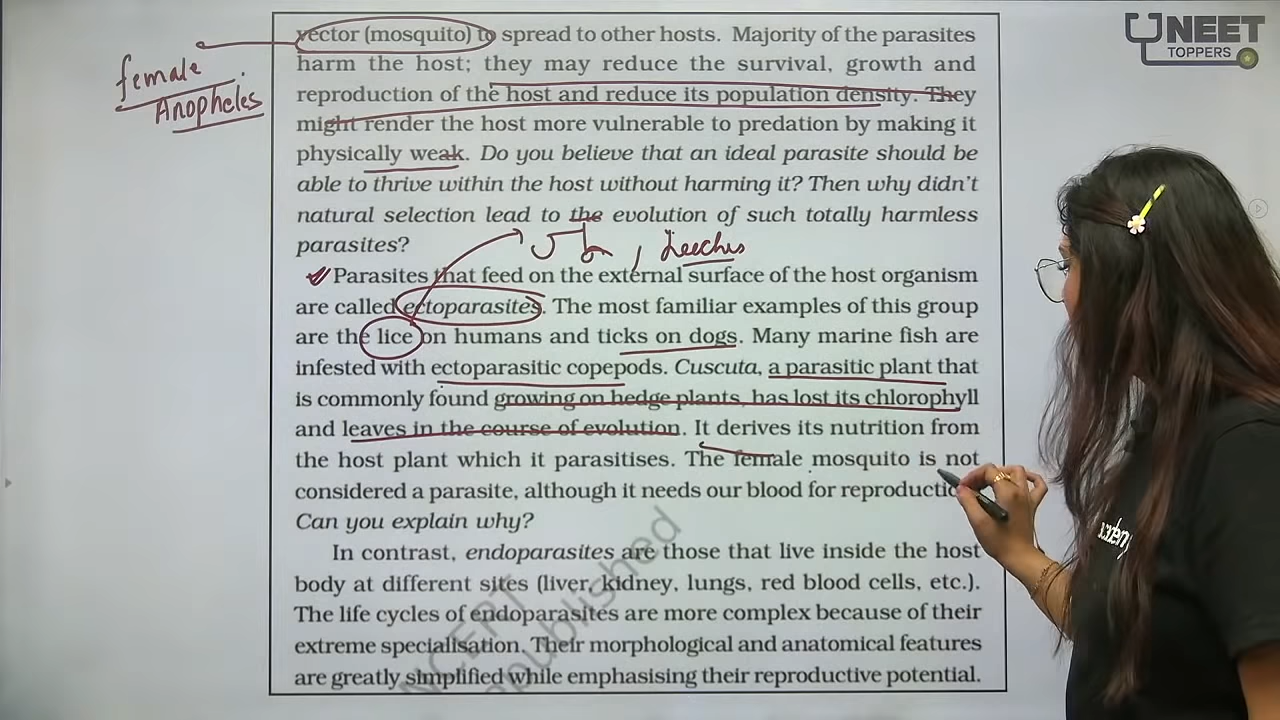 vector (mosquito) to spread to other hosts. Majority of the parasites
harm the host; they may reduce the survival, growth and
reproduction of the host and reduce its population density. They
might render the host more vulnerable to predation by making it
physically weak. Do you believe that an ideal parasite should be
able to thrive within the host without harming it? Then why didn't
natural selection lead to the evolution of such totally harmless
parasites?
Parasites that feed on the external surface of the host organism
are called ectoparasites. The most familiar examples of this group
are the lice on humans and ticks on dogs. Many marine fish are
infested with ectoparasitic copepods. Cuscuta, a parasitic plant that
is commonly found growing on hedge plants, has lost its chlorophyll
and leaves in the course of evolution. It derives its nutrition from
the host plant which it parasitises. The female mosquito is not
considered a parasite, although it needs our blood for
Can you explain why?
In contrast, endoparasites are those that live inside the host
body at different sites (liver, kidney, lungs, red blood cells, etc.).
The life cycles of endoparasites are more complex because of their
extreme specialisation. Their morphological and anatomical features
are greatly simplified while emphasising their reproductive potential.
female
Anopheles
, Leeches
NEET
TOPPERS
NCERT
republished